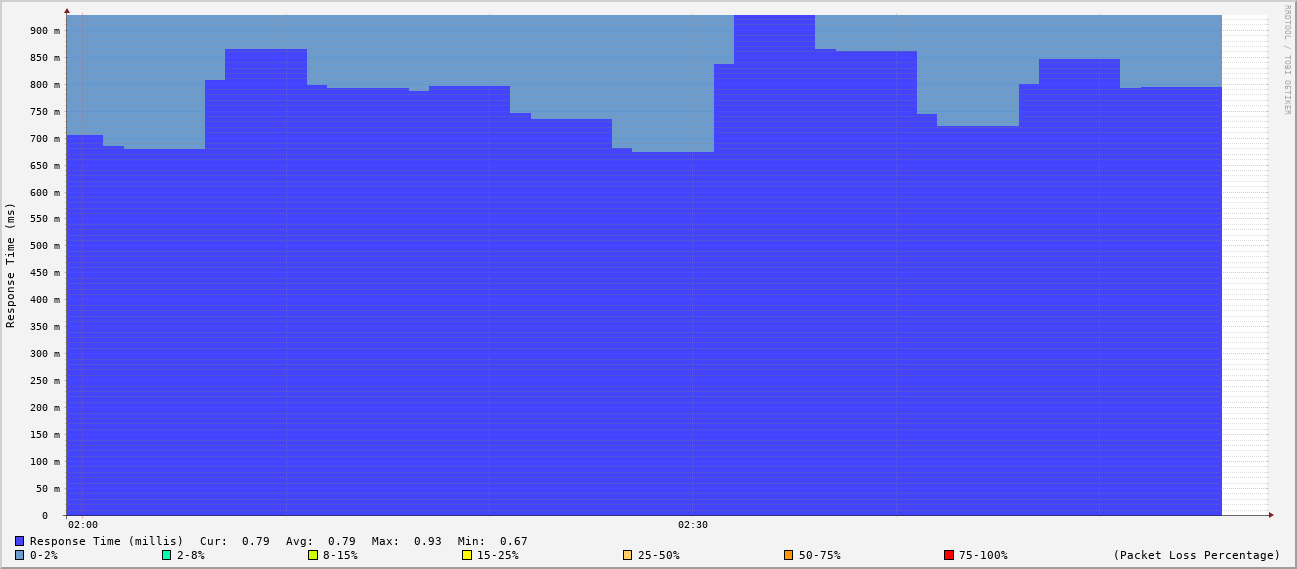 RRDTOOL / TOBI OETIKER
Response Time (ms)
900 m
850 m
800 m
750 m
700 m
650 m
600 m
550 m
500 m
450 m
400 m
350 m
300 m
250 m
200 m
150 m
100 m
50 m
0
02:00 02:30
Response Time (millis) Cur: 0.79 Avg: 0.79 Max: 0.93 Min: 0.67
0-2% 2-8% 8-15% 15-25% 25-50% 50-75% 75-100% (Packet Loss Percentage)